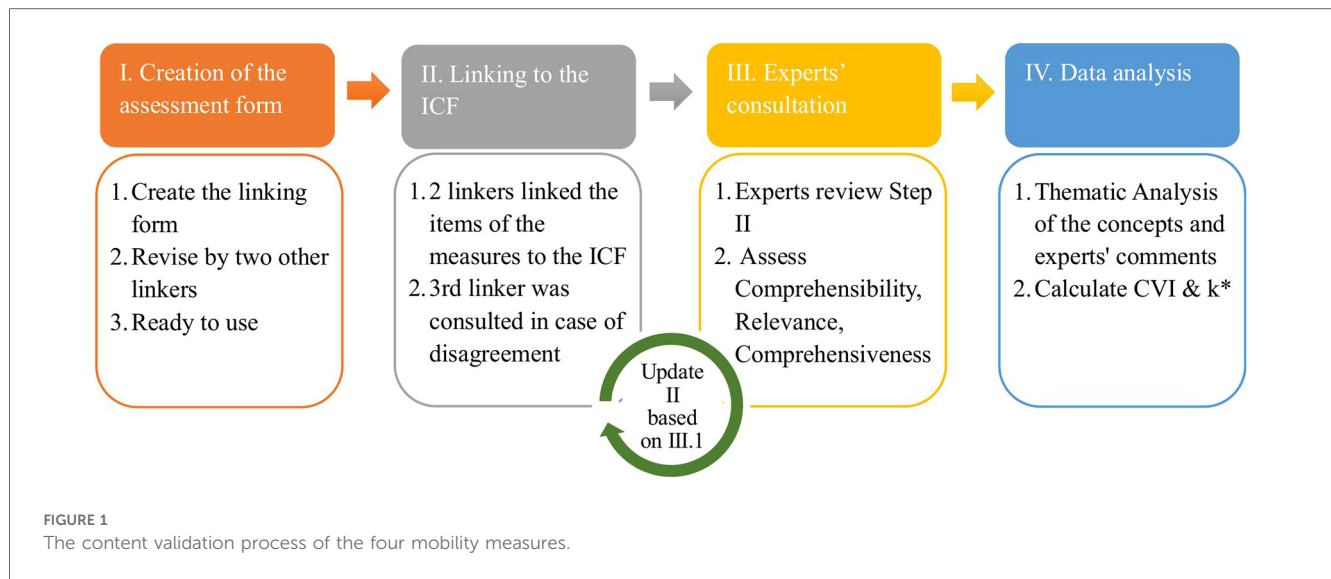 I. Creation of the
assessment form
II. Linking to the
ICF
III. Experts’
consultation
IV. Data analysis
1. Create the linking
form
2. Revise by two other
linkers
3. Ready to use
1. 2 linkers linked the
items of the
measures to the ICF
2. 3rd linker was
consulted in case of
disagreement
1. Experts review Step
II
2. Assess
Comprehensibility,
Relevance,
Comprehensiveness
1. Thematic Analysis
of the concepts and
experts' comments
2. Calculate CVI & k*
Update
II
based
on III.1
FIGURE 1
The content validation process of the four mobility measures.